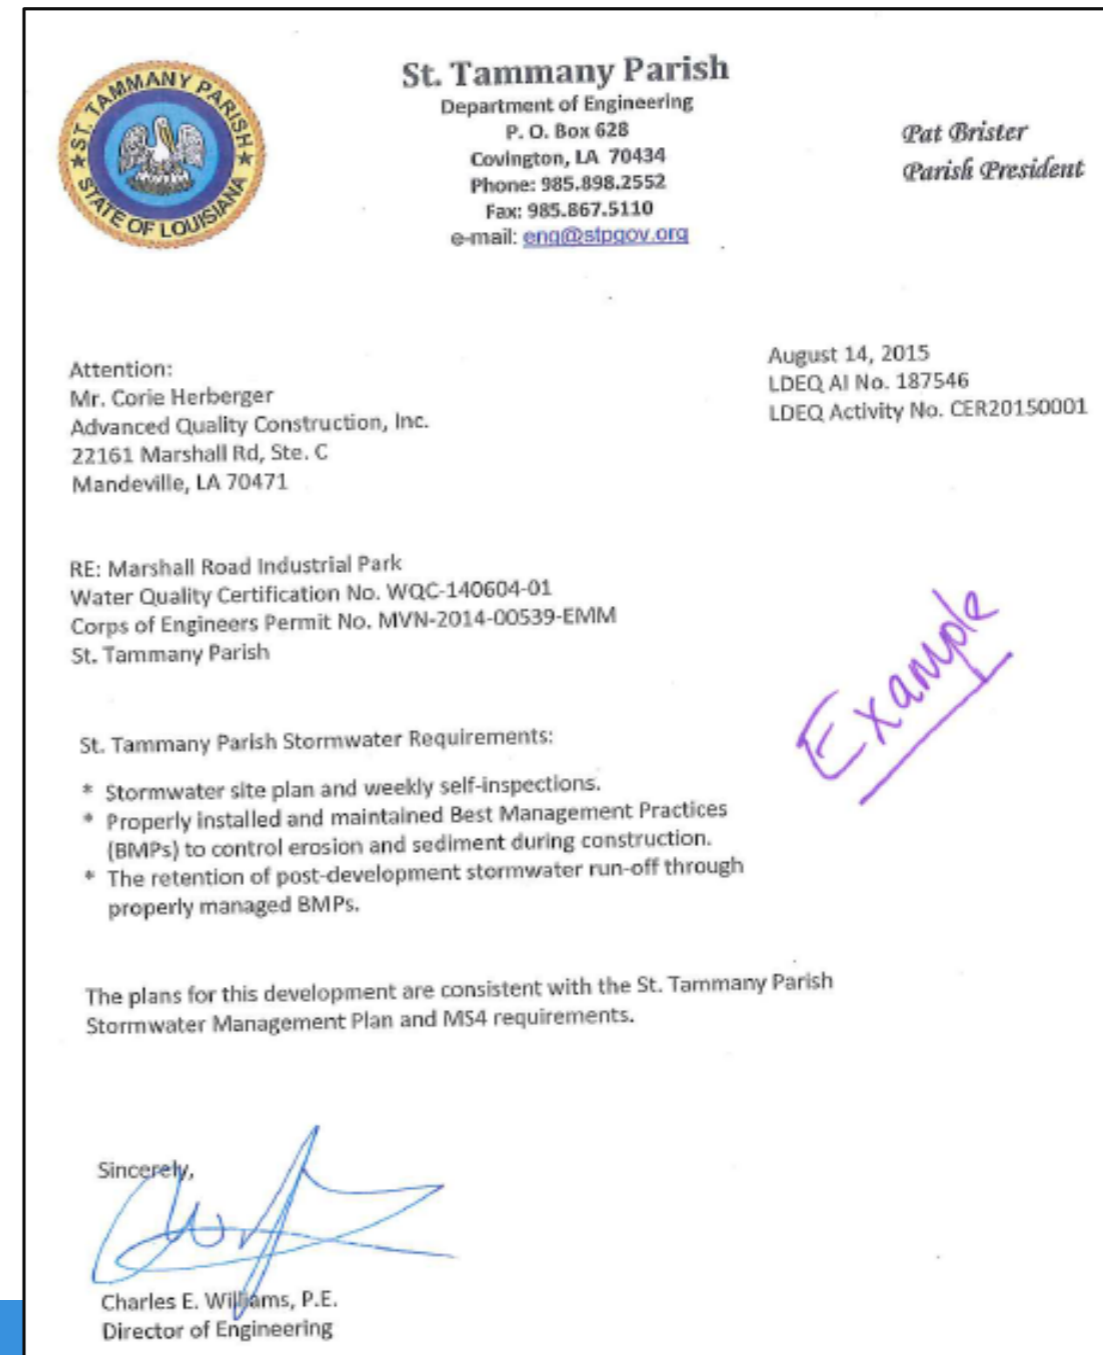 ST. TAMMANY PARISH
STATE OF LOUISIANA
St. Tammany Parish
Department of Engineering
P. O. Box 628
Covington, LA 70434
Phone: 985.898.2552
Fax: 985.867.5110
e-mail: eng@stpgov.org
Pat Brister
Parish President
Attention:
Mr. Corie Herberger
Advanced Quality Construction, Inc.
22161 Marshall Rd, Ste. C
Mandeville, LA 70471
August 14, 2015
LDEQ AI No. 187546
LDEQ Activity No. CER20150001
RE: Marshall Road Industrial Park
Water Quality Certification No. WQC-140604-01
Corps of Engineers Permit No. MVN-2014-00539-EMM
St. Tammany Parish
Example
St. Tammany Parish Stormwater Requirements:
* Stormwater site plan and weekly self-inspections.
* Properly installed and maintained Best Management Practices
(BMPs) to control erosion and sediment during construction.
* The retention of post-development stormwater run-off through
properly managed BMPs.
The plans for this development are consistent with the St. Tammany Parish
Stormwater Management Plan and MS4 requirements.
Sincerely,
Charles E. Williams, P.E.
Director of Engineering